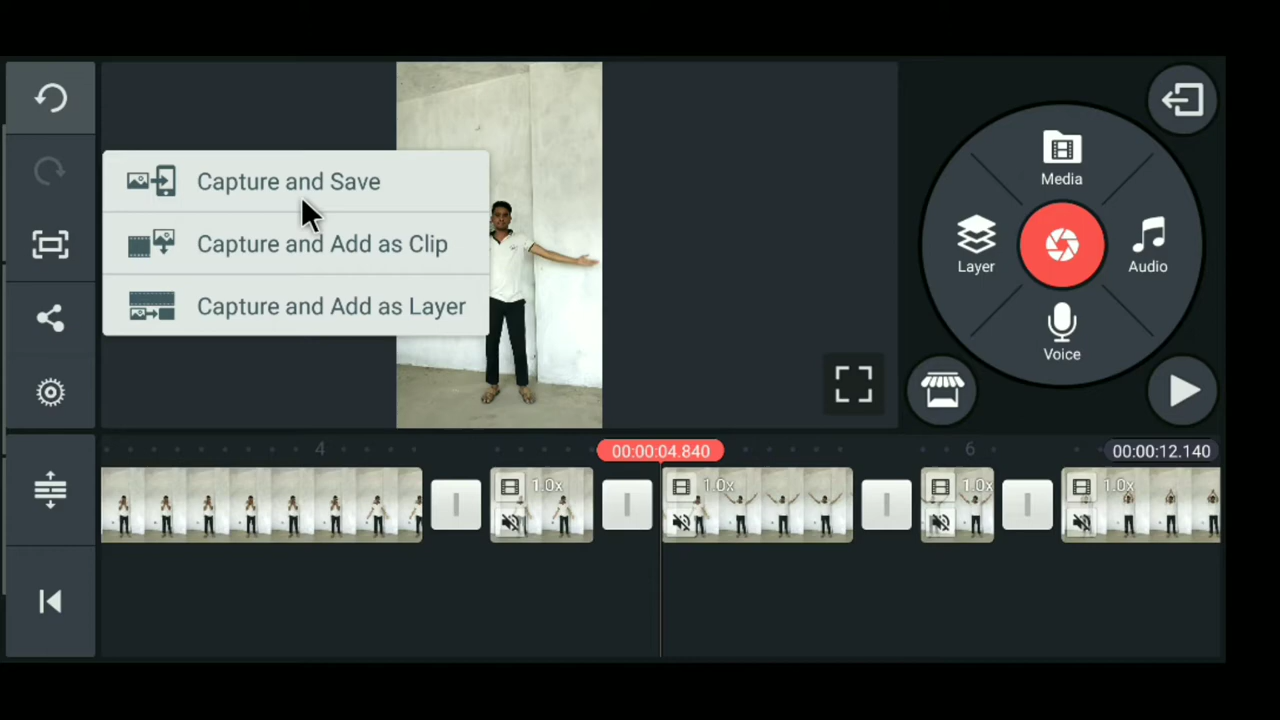 Capture and Save
Capture and Add as Clip
Capture and Add as Layer
Media
Layer
Audio
Voice
4
00:00:04.840
6
00:00:12.140
1.0x
1.0x
1.0x
1.0x